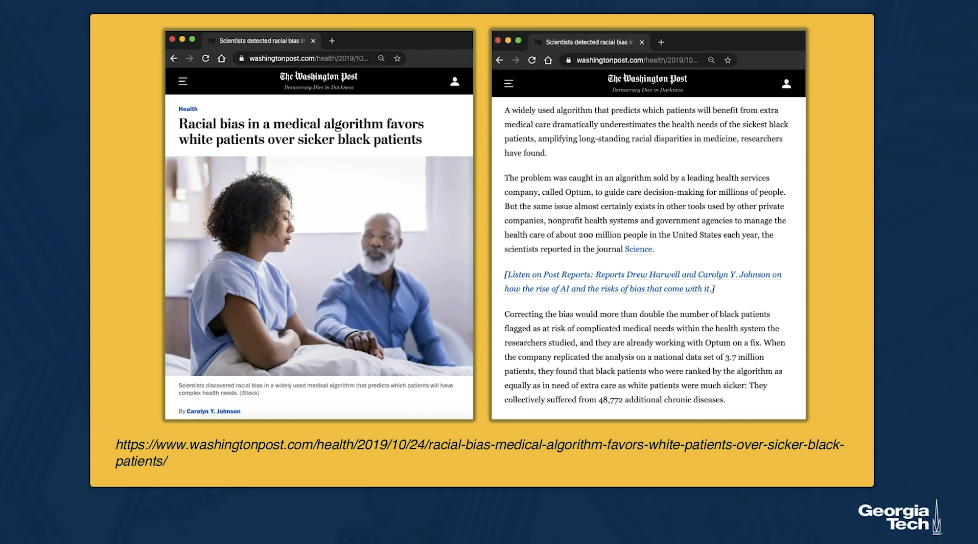 Scientists detected racial bias in
washingtonpost.com/health/2019/10...
The Washington Post
Democracy Dies in Darkness
Health
Racial bias in a medical algorithm favors
white patients over sicker black patients
Scientists discovered racial bias in a widely used medical algorithm that predicts which patients will have
complex health needs. (iStock)
By Carolyn Y. Johnson
Scientists detected racial bias in
washingtonpost.com/health/2019/10...
The Washington Post
Democracy Dies in Darkness
A widely used algorithm that predicts which patients will benefit from extra
medical care dramatically underestimates the health needs of the sickest black
patients, amplifying long-standing racial disparities in medicine, researchers
have found.
The problem was caught in an algorithm sold by a leading health services
company, called Optum, to guide care decision-making for millions of people.
But the same issue almost certainly exists in other tools used by other private
companies, nonprofit health systems and government agencies to manage the
health care of about 200 million people in the United States each year, the
scientists reported in the journal Science.
[Listen on Post Reports: Reports Drew Harwell and Carolyn Y. Johnson on
how the rise of AI and the risks of bias that come with it.]
Correcting the bias would more than double the number of black patients
flagged as at risk of complicated medical needs within the health system the
researchers studied, and they are already working with Optum on a fix. When
the company replicated the analysis on a national data set of 3.7 million
patients, they found that black patients who were ranked by the algorithm as
equally as in need of extra care as white patients were much sicker: They
collectively suffered from 48,772 additional chronic diseases.
https://www.washingtonpost.com/health/2019/10/24/racial-bias-medical-algorithm-favors-white-patients-over-sicker-black-
patients/
Georgia
Tech